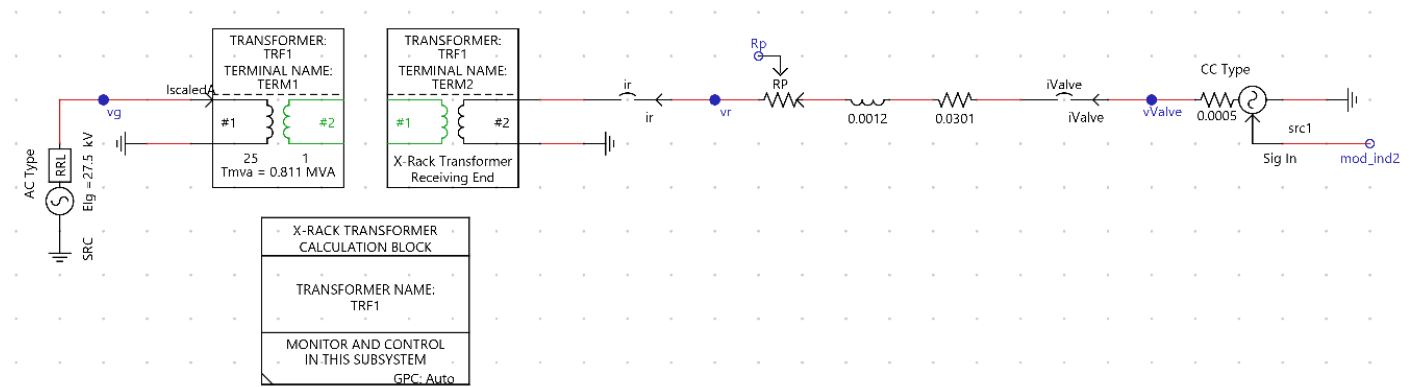 AC Type
RRL
Elg = 27.5 kV
SRC
vg
IscaledA
TRANSFORMER:
TRF1
TERMINAL NAME:
TERM1
#1
#2
25 1
Tmva = 0.811 MVA
TRANSFORMER:
TRF1
TERMINAL NAME:
TERM2
#1
#2
X-Rack Transformer
Receiving End
ir
ir
vr
Rp
RP
0.0012
0.0301
iValve
iValve
vValve
CC Type
0.0005
src1
Sig In
mod_ind2
X-RACK TRANSFORMER
CALCULATION BLOCK
TRANSFORMER NAME:
TRF1
MONITOR AND CONTROL
IN THIS SUBSYSTEM
GPC: Auto